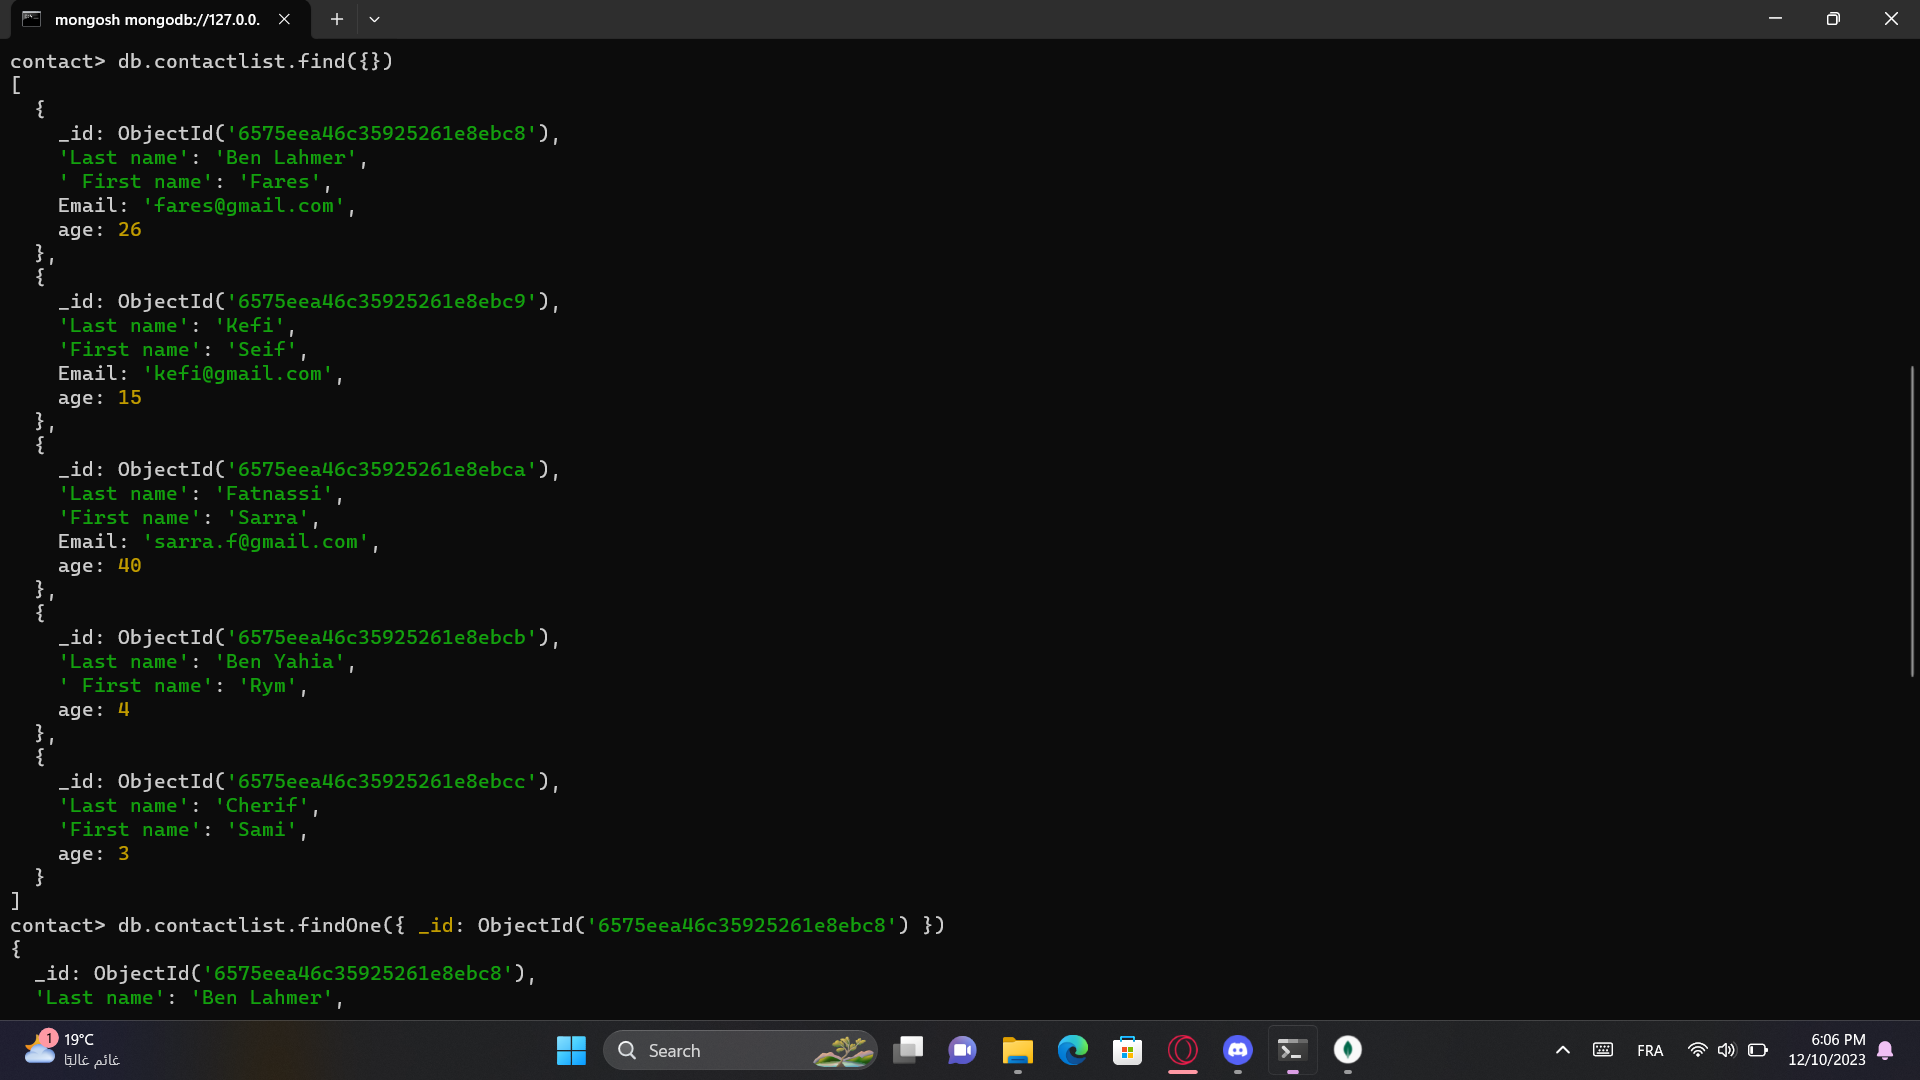 mongosh mongodb://127.0.0.
contact> db.contactlist.find({})
[
  {
    _id: ObjectId('6575eea46c35925261e8ebc8'),
    'Last name': 'Ben Lahmer',
    ' First name': 'Fares',
    Email: 'fares@gmail.com',
    age: 26
  },
  {
    _id: ObjectId('6575eea46c35925261e8ebc9'),
    'Last name': 'Kefi',
    'First name': 'Seif',
    Email: 'kefi@gmail.com',
    age: 15
  },
  {
    _id: ObjectId('6575eea46c35925261e8ebca'),
    'Last name': 'Fatnassi',
    'First name': 'Sarra',
    Email: 'sarra.f@gmail.com',
    age: 40
  },
  {
    _id: ObjectId('6575eea46c35925261e8ebcb'),
    'Last name': 'Ben Yahia',
    ' First name': 'Rym',
    age: 4
  },
  {
    _id: ObjectId('6575eea46c35925261e8ebcc'),
    'Last name': 'Cherif',
    'First name': 'Sami',
    age: 3
  }
]
contact> db.contactlist.findOne({ _id: ObjectId('6575eea46c35925261e8ebc8') })
{
  _id: ObjectId('6575eea46c35925261e8ebc8'),
  'Last name': 'Ben Lahmer',
1
19°C
غائم غالبًا
Search
FRA
6:06 PM
12/10/2023